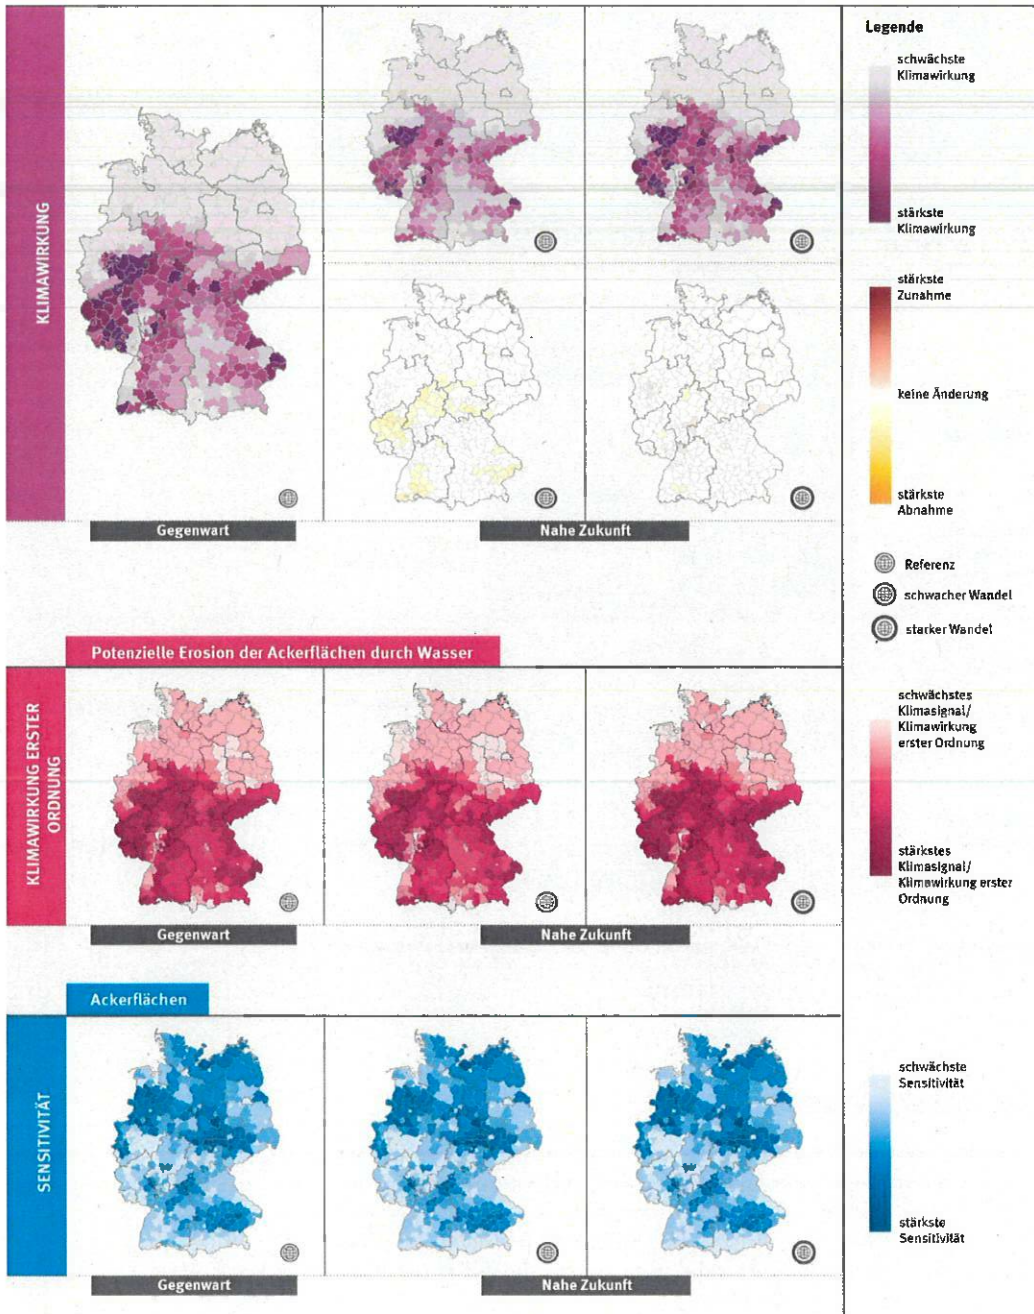 KLIMAWIRKUNG
Gegenwart
Nahe Zukunft
Legende
schwächste
Klimawirkung
stärkste
Klimawirkung
stärkste
Zunahme
keine Änderung
stärkste
Abnahme
Referenz
schwacher Wandel
starker Wandel
Potenzielle Erosion der Ackerflächen durch Wasser
KLIMAWIRKUNG ERSTER
ORDNUNG
Gegenwart
Nahe Zukunft
schwächstes
Klimasignal/
Klimawirkung
erster Ordnung
stärkstes
Klimasignal/
Klimawirkung erster
Ordnung
Ackerflächen
SENSITIVITÄT
Gegenwart
Nahe Zukunft
schwächste
Sensitivität
stärkste
Sensitivität